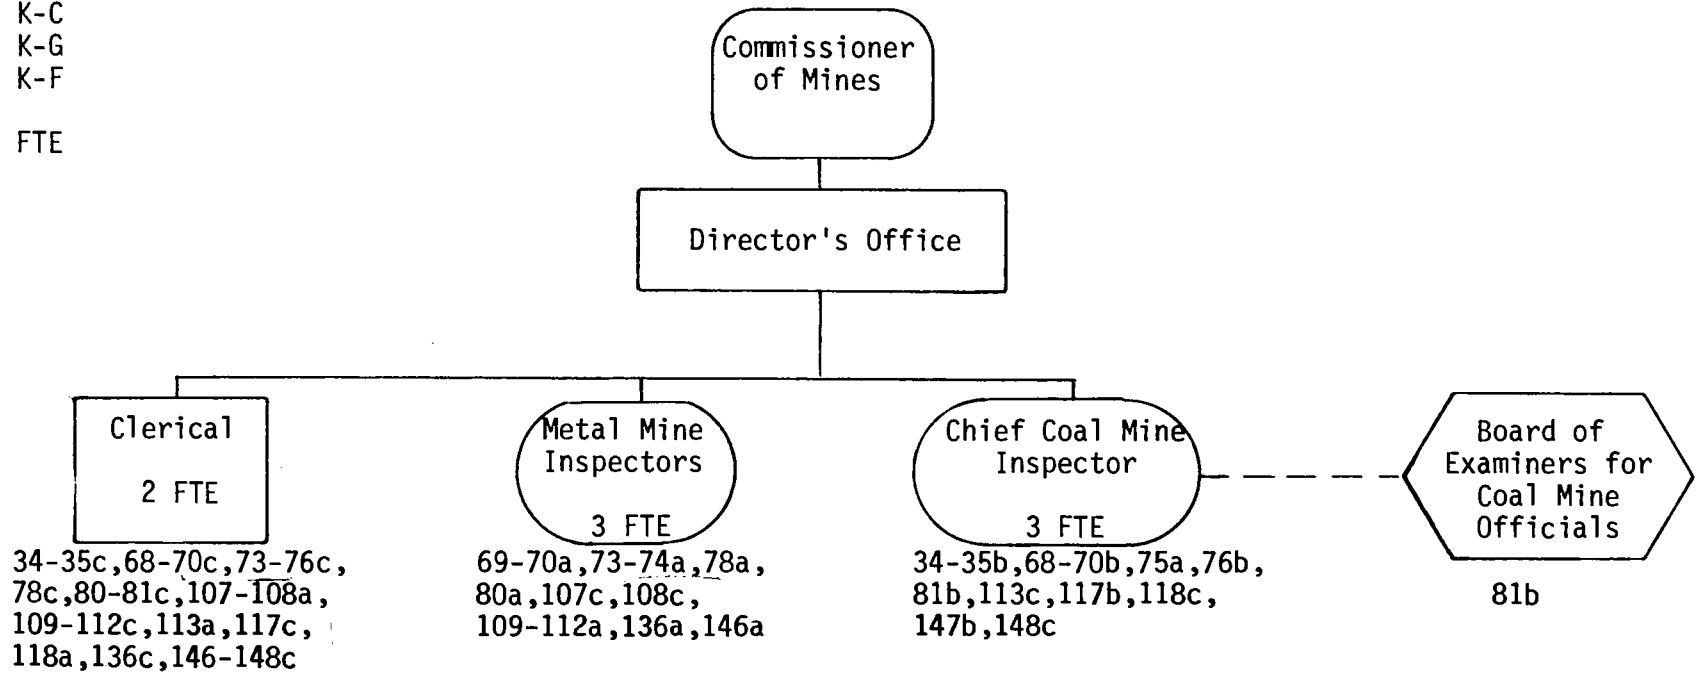 K-C
K-G
K-F
FTE
Commissioner
of Mines
Director's Office
Clerical
2 FTE
34-35c,68-70c,73-76c,
78c,80-81c,107-108a,
109-112c,113a,117c,
118a,136c,146-148c
Metal Mine
Inspectors
3 FTE
69-70a,73-74a,78a,
80a,107c,108c,
109-112a,136a,146a
Chief Coal Mine
Inspector
3 FTE
34-35b,68-70b,75a,76b,
81b,113c,117b,118c,
147b,148c
Board of
Examiners for
Coal Mine
Officials
81b